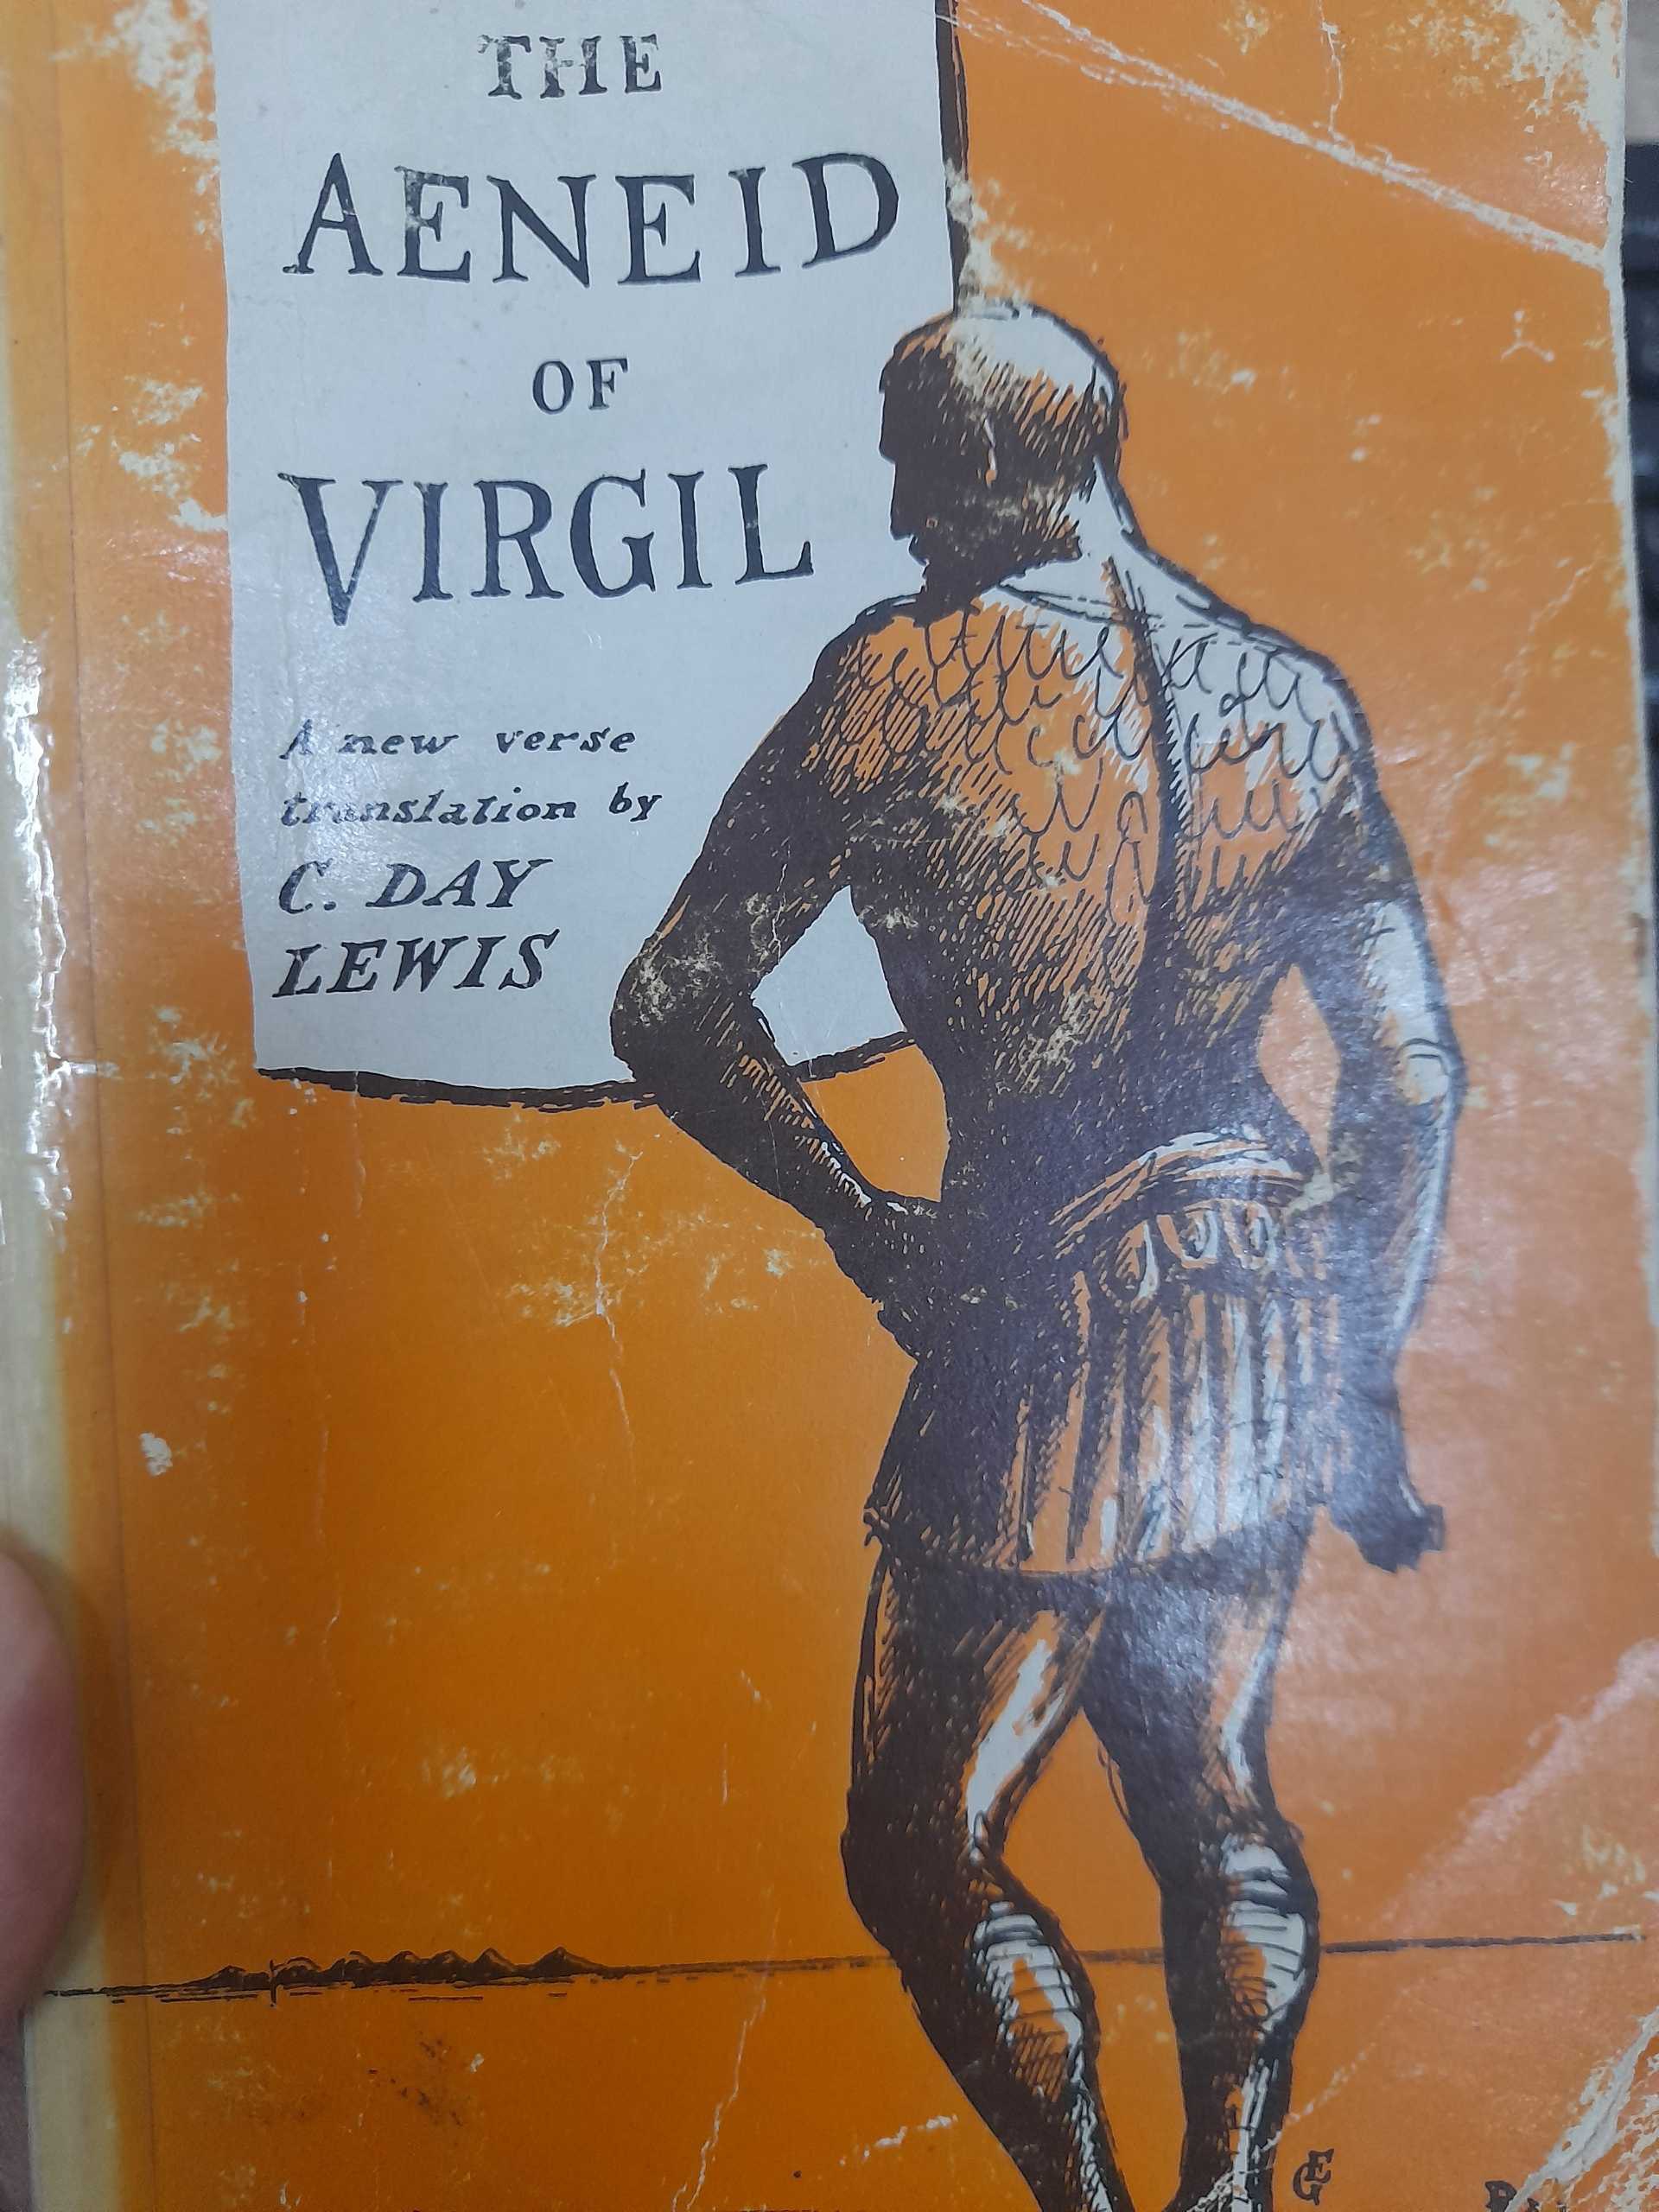 THE
AENEID
OF
VIRGIL
A new verse
translation by
C. DAY
LEWIS